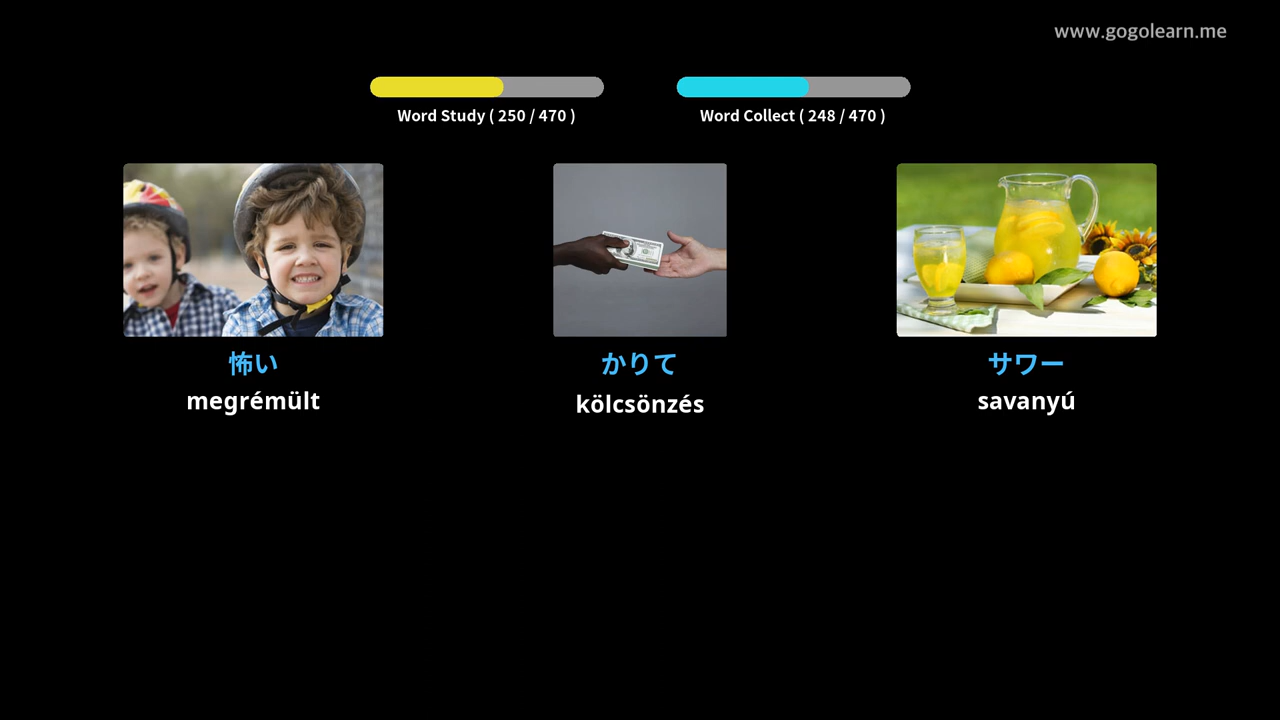 www.gogolearn.me
Word Study ( 250 / 470 )
Word Collect ( 248 / 470 )
怖い
かりて
サワー
megrémült
kölcsönzés
savanyú